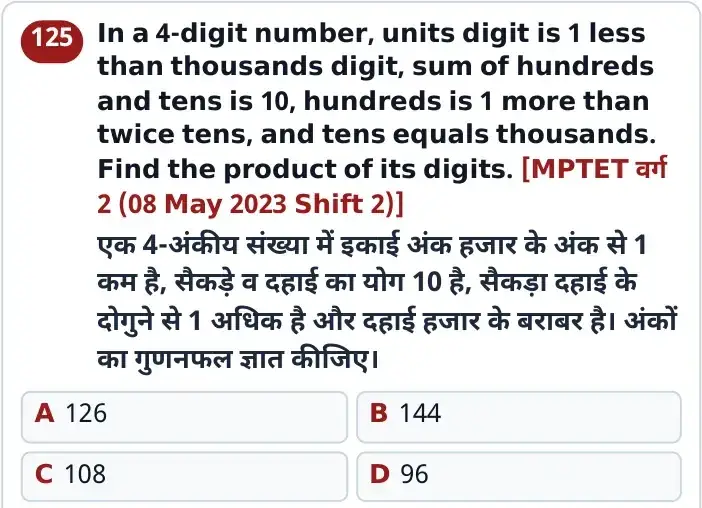 125 In a 4-digit number, units digit is 1 less
than thousands digit, sum of hundreds
and tens is 10, hundreds is 1 more than
twice tens, and tens equals thousands.
Find the product of its digits. [MPTET वर्ग
2 (08 May 2023 Shift 2)]
एक 4-अंकीय संख्या में इकाई अंक हजार के अंक से 1
कम है, सैकड़े व दहाई का योग 10 है, सैकड़ा दहाई के
दोगुने से 1 अधिक है और दहाई हजार के बराबर है। अंकों
का गुणनफल ज्ञात कीजिए।
A 126 B 144
C 108 D 96